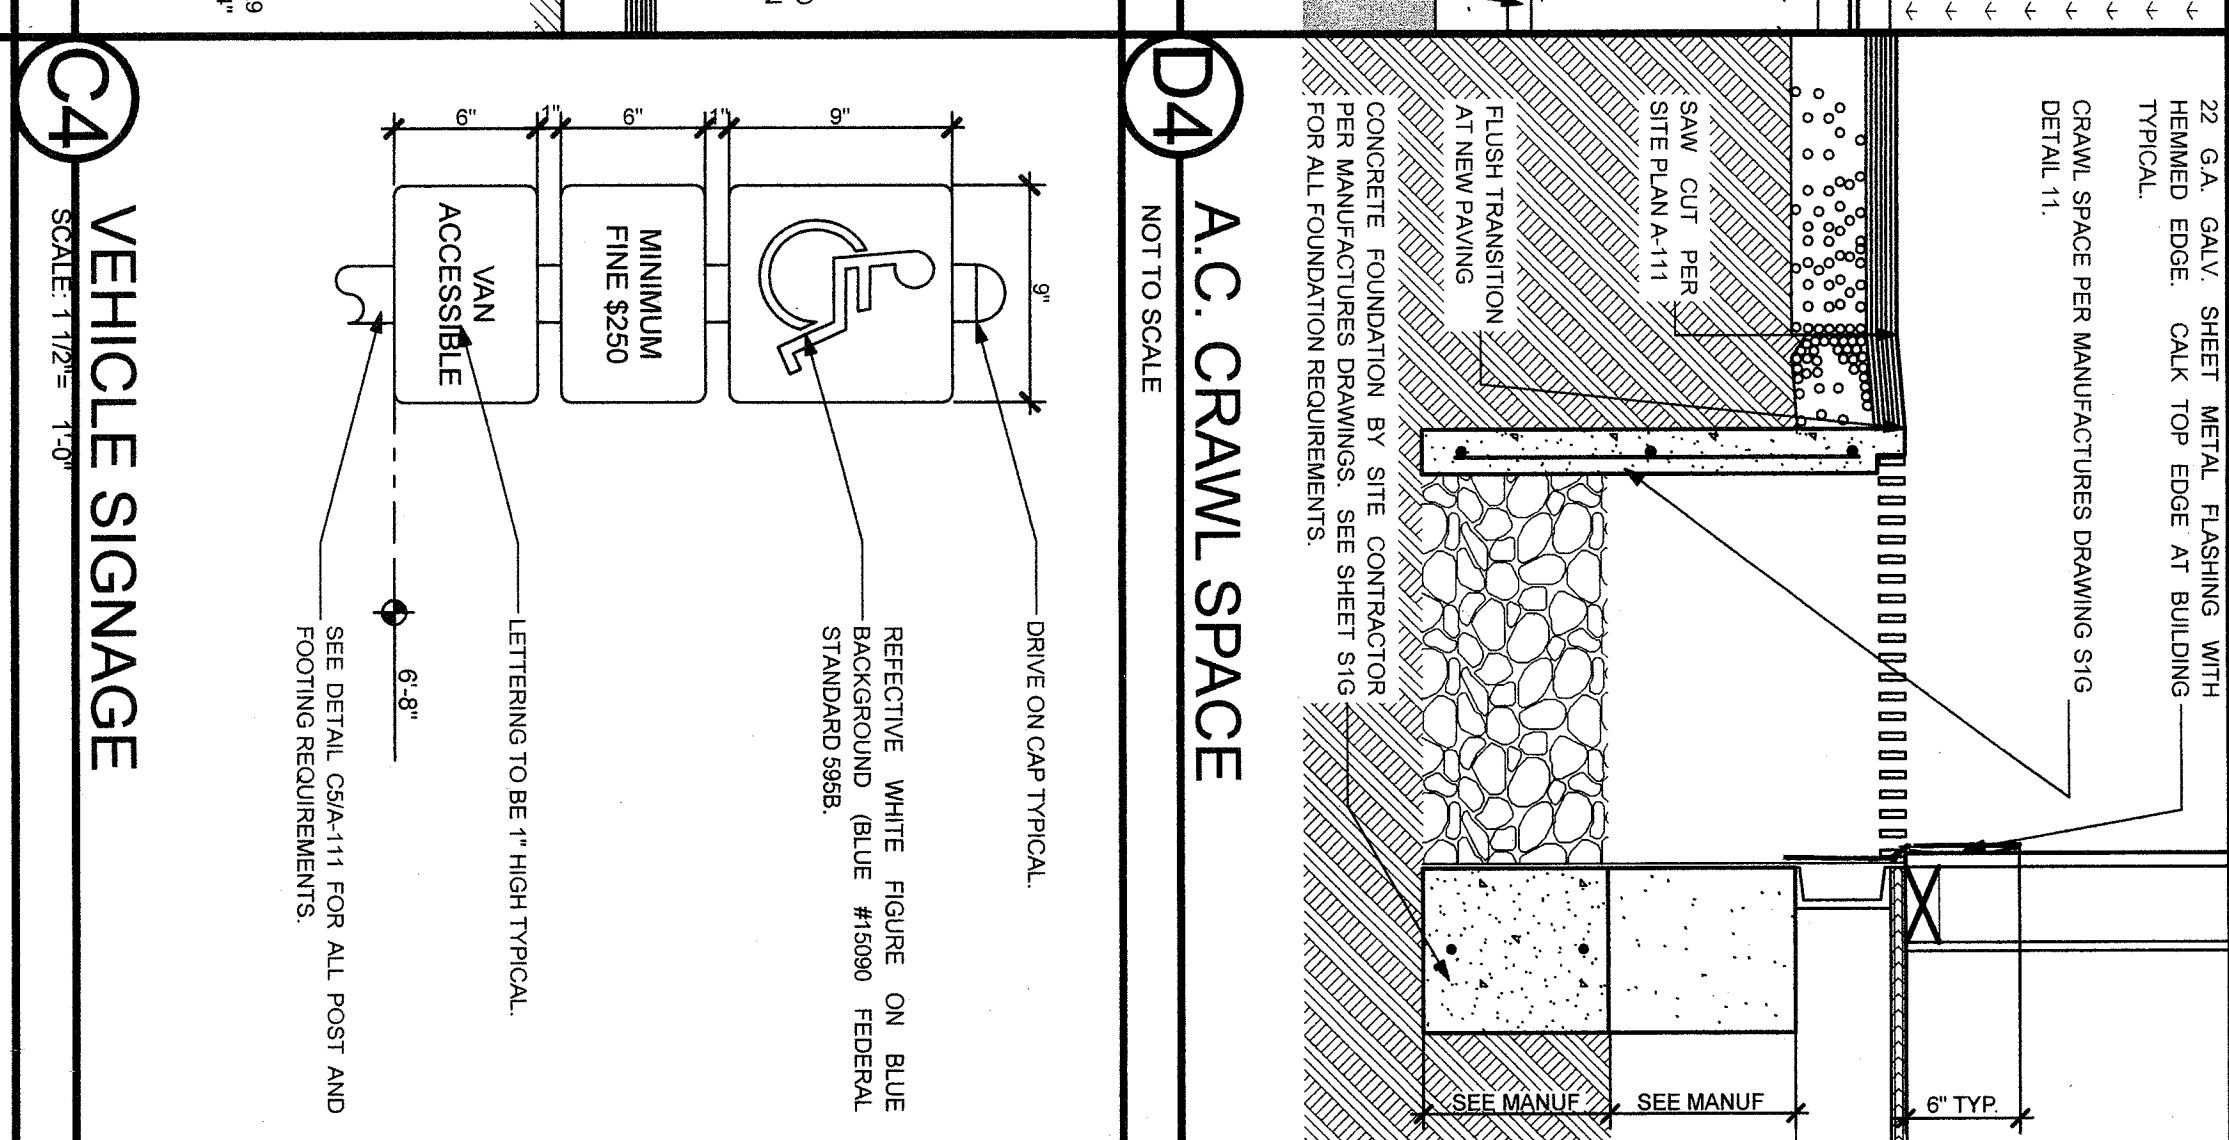 22 G.A. GALV. SHEET METAL FLASHING WITH
HEMMED EDGE. CALK TOP EDGE AT BUILDING
TYPICAL.
CRAWL SPACE PER MANUFACTURES DRAWING S1G
DETAIL 11.
SAW CUT PER
SITE PLAN A-111
FLUSH TRANSITION
AT NEW PAVING
CONCRETE FOUNDATION BY SITE CONTRACTOR
PER MANUFACTURES DRAWINGS. SEE SHEET S1G
FOR ALL FOUNDATION REQUIREMENTS.
6" TYP.
SEE MANUF
SEE MANUF
D4
A.C. CRAWL SPACE
NOT TO SCALE
9"
9"
1"
6"
1"
6"
MINIMUM
FINE $250
VAN
ACCESSIBLE
DRIVE ON CAP TYPICAL.
REFECTIVE WHITE FIGURE ON BLUE
BACKGROUND (BLUE #15090 FEDERAL
STANDARD 595B.
LETTERING TO BE 1" HIGH TYPICAL.
6'-8"
SEE DETAIL C5/A-111 FOR ALL POST AND
FOOTING REQUIREMENTS.
C4
VEHICLE SIGNAGE
SCALE: 1 1/2"= 1'-0"